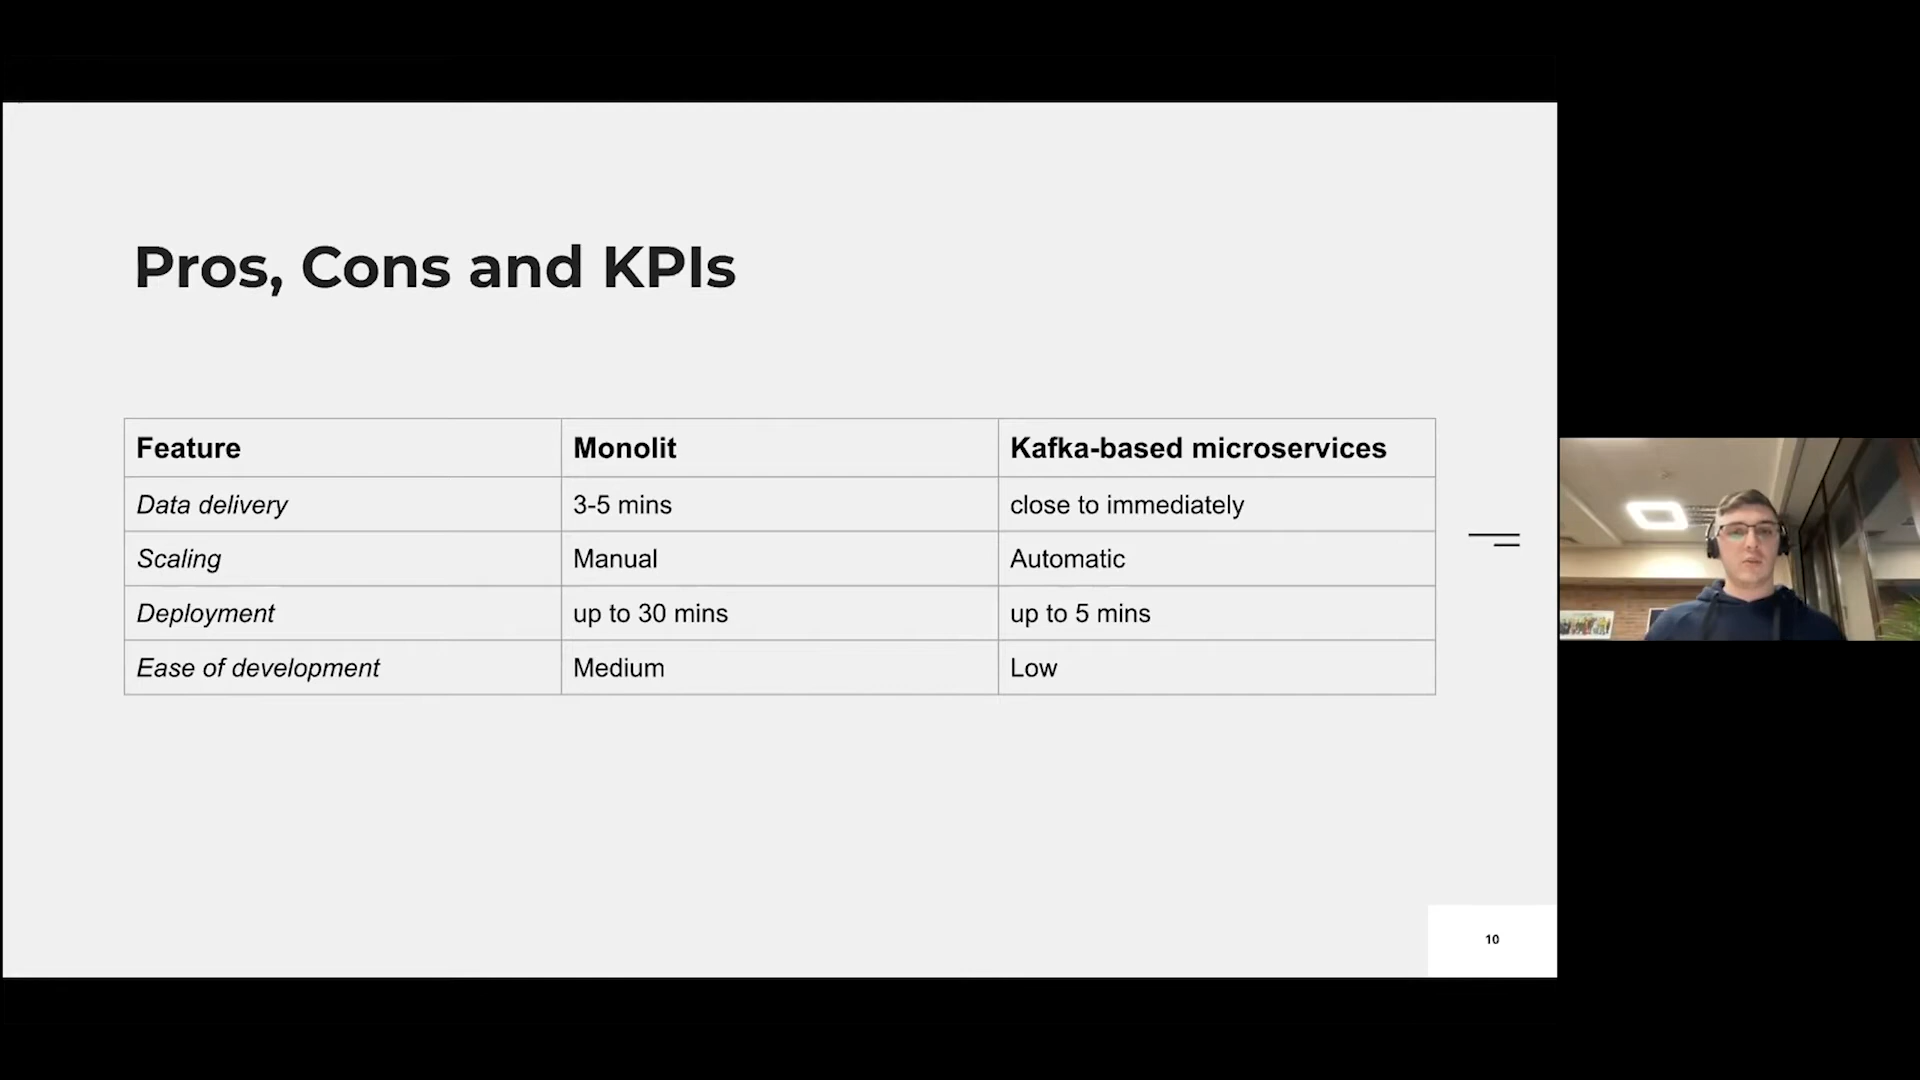 Pros, Cons and KPIs
Feature Monolit Kafka-based microservices
Data delivery 3-5 mins close to immediately
Scaling Manual Automatic
Deployment up to 30 mins up to 5 mins
Ease of development Medium Low
10